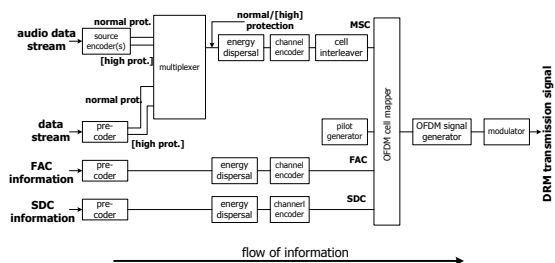 normal prot.
audio data
stream
source
encoder(s)
[high prot.]
multiplexer
normal/[high]
protection
MSC
energy
dispersal
channel
encoder
cell
interleaver
normal prot.
data
stream
pre-
coder
[high prot.]
pilot
generator
OFDM cell mapper
OFDM signal
generator
modulator
DRM transmission signal
FAC
information
pre-
coder
energy
dispersal
channel
encoder
FAC
SDC
information
pre-
coder
energy
dispersal
channerl
encoder
SDC
flow of information